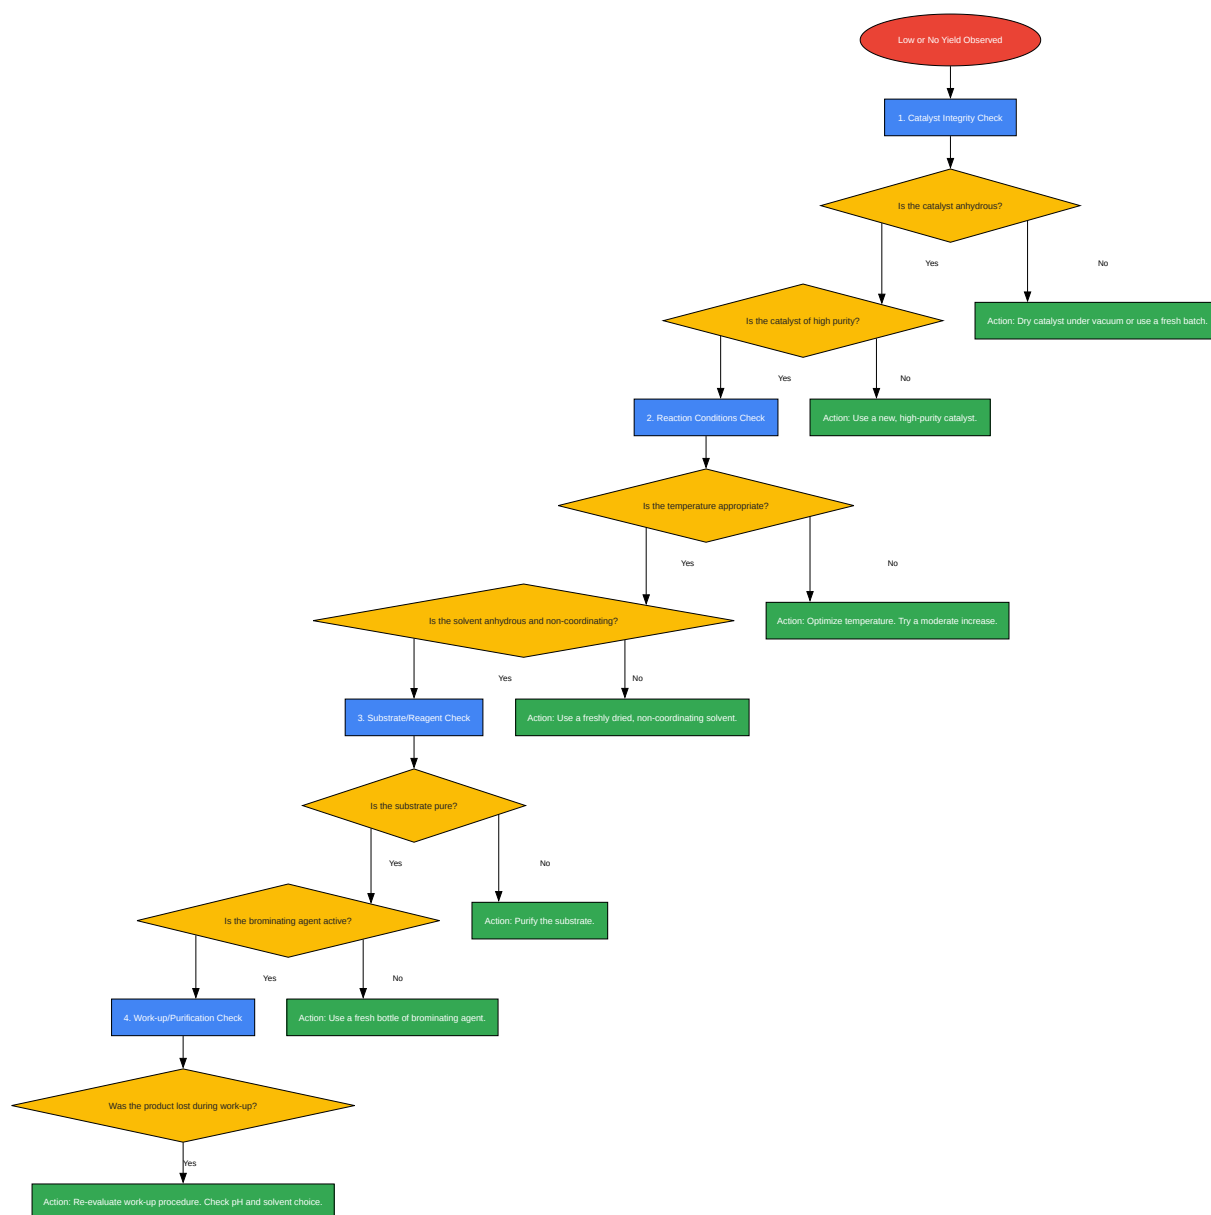 Low or No Yield Observed
1. Catalyst Integrity Check
Is the catalyst anhydrous?
Yes
No
Is the catalyst of high purity?
Action: Dry catalyst under vacuum or use a fresh batch.
Yes
No
2. Reaction Conditions Check
Action: Use a new, high-purity catalyst.
Is the temperature appropriate?
Yes
No
Is the solvent anhydrous and non-coordinating?
Action: Optimize temperature. Try a moderate increase.
Yes
No
3. Substrate/Reagent Check
Action: Use a freshly dried, non-coordinating solvent.
Is the substrate pure?
Yes
No
Is the brominating agent active?
Action: Purify the substrate.
Yes
No
4. Work-up/Purification Check
Action: Use a fresh bottle of brominating agent.
Was the product lost during work-up?
Yes
Action: Re-evaluate work-up procedure. Check pH and solvent choice.